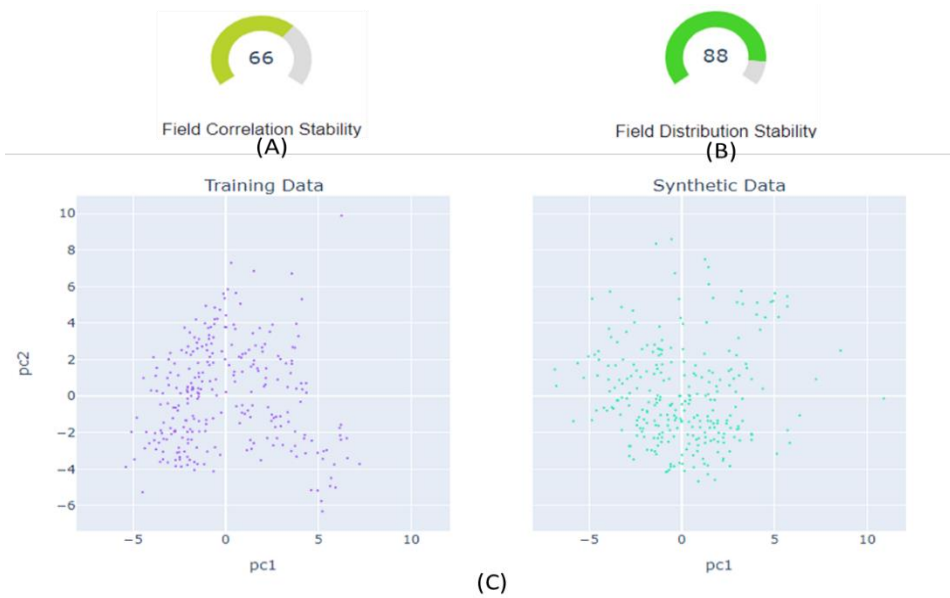 66
88
Field Correlation Stability
Field Distribution Stability
(A)
(B)
Training Data
Synthetic Data
10
8
6
4
2
0
−2
−4
−6
pc2
−5
0
5
10
−5
0
5
10
pc1
pc1
(C)